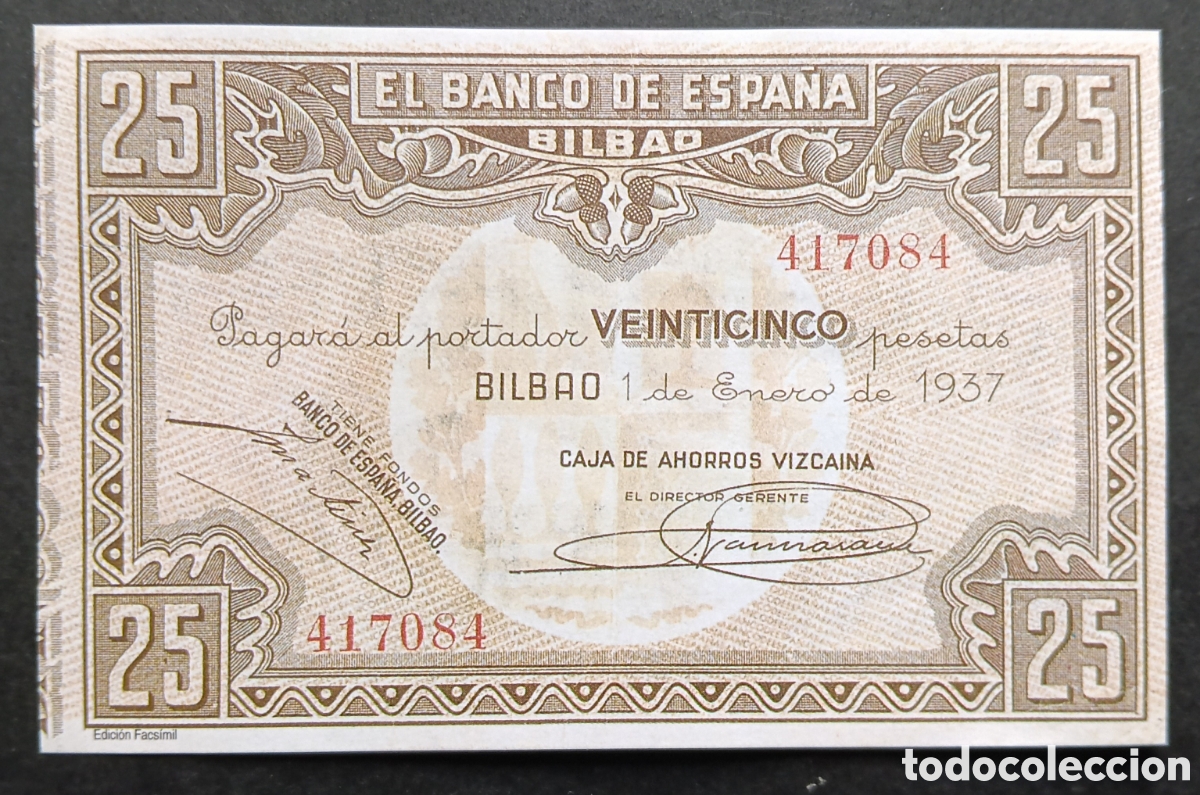 25 EL BANCO DE ESPAÑA 25
BILBAO
417084
Pagará al portador VEINTICINCO pesetas
BILBAO 1 de Enero de 1937
TIENE FONDOS
BANCO DE ESPAÑA, BILBAO.
CAJA DE AHORROS VIZCAINA
EL DIRECTOR GERENTE
417084
25 25
Edición Facsímil
todocoleccion